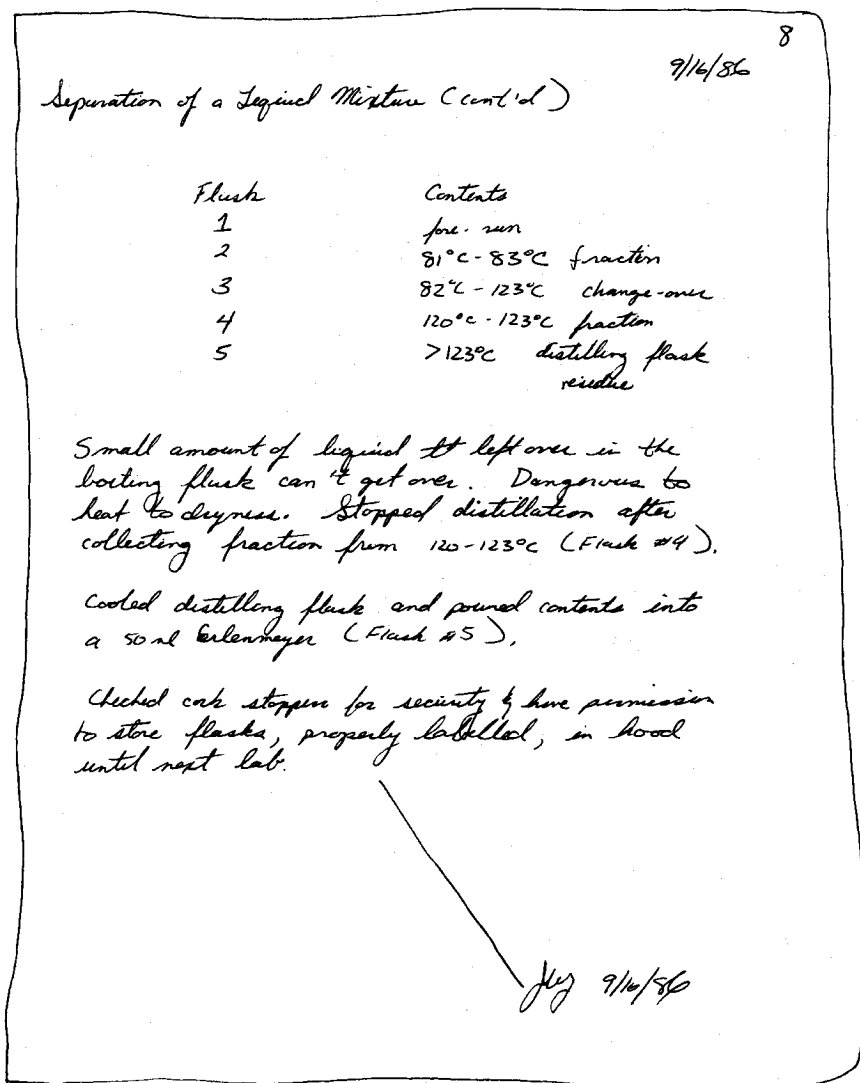 8
9/16/86
Separation of a Liquid Mixture (cont'd)
Flask Contents
1 fore-run
2 81°C-83°C fraction
3 82°C-123°C change-over
4 120°C-123°C fraction
5 >123°C distilling flask
residue
Small amount of liquid left over in the
boiling flask can't get over. Dangerous to
heat to dryness. Stopped distillation after
collecting fraction from 120-123°C (Flask #4).
Cooled distilling flask and poured contents into
a 50 ml Erlenmeyer (Flask #5).
Checked cork stoppers for security & have permission
to store flasks, properly labelled, in hood
until next lab.
9/16/86